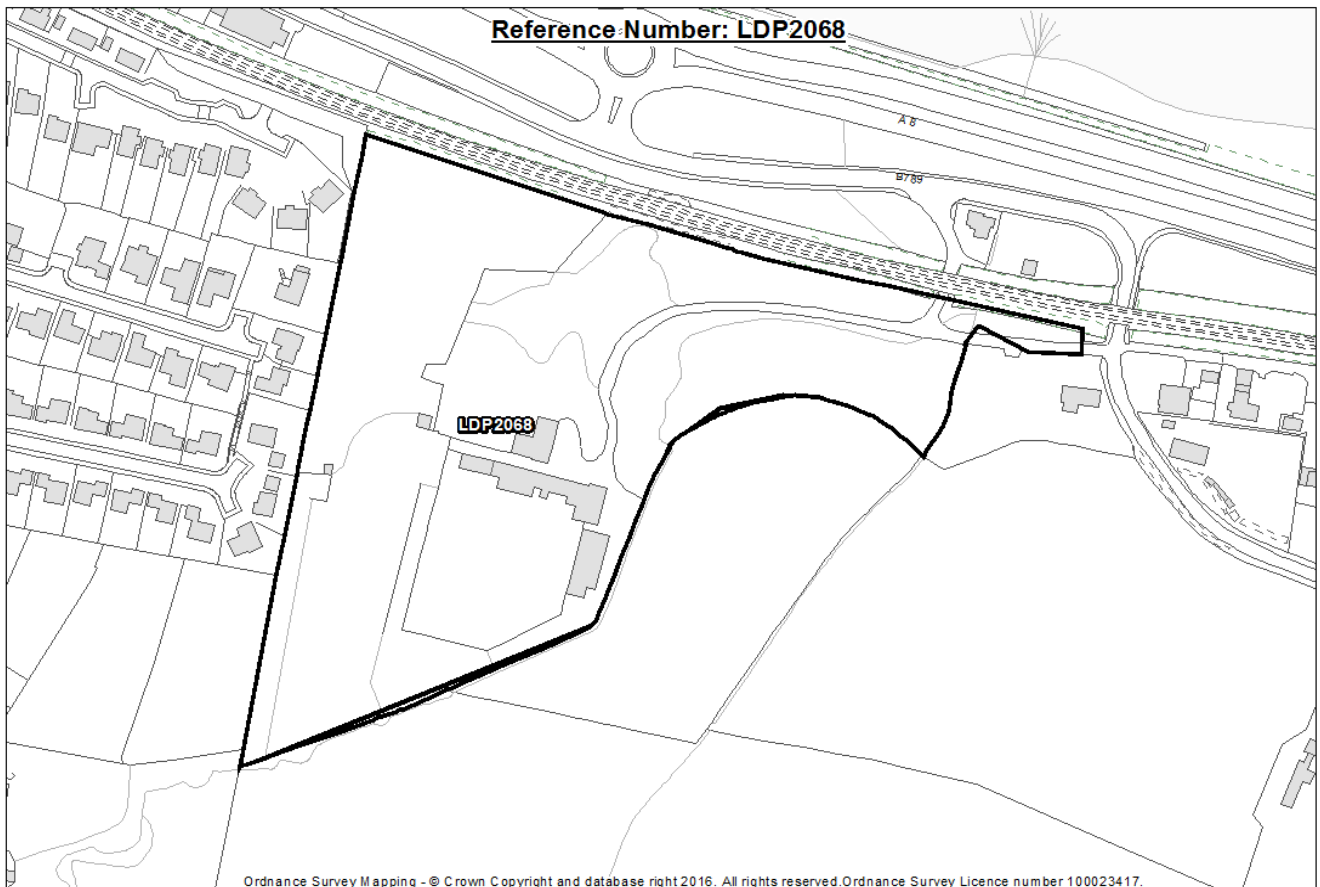 Reference Number: LDP2068
A 8
B789
LDP2068
Ordnance Survey Mapping - © Crown Copyright and database right 2016. All rights reserved.Ordnance Survey Licence number 100023417.